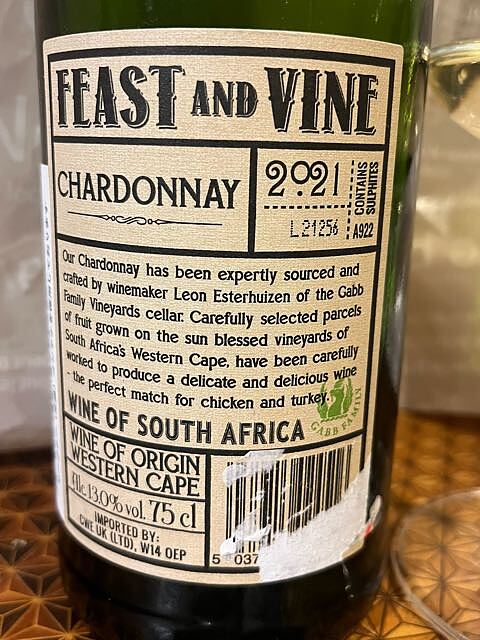 FEAST AND VINE
CHARDONNAY
2021
L21256
CONTAINS
SULPHITES
A922
Our Chardonnay has been expertly sourced and
crafted by winemaker Leon Esterhuizen of the Gabb
Family Vineyards cellar. Carefully selected parcels
of fruit grown on the sun blessed vineyards of
South Africa's Western Cape, have been carefully
worked to produce a delicate and delicious wine
- the perfect match for chicken and turkey.
WINE OF SOUTH AFRICA
GABB FAMILY
WINE OF ORIGIN
WESTERN CAPE
Alc.13.0% vol. 75 cl
IMPORTED BY:
CWE UK (LTD), W14 0EP
5 037